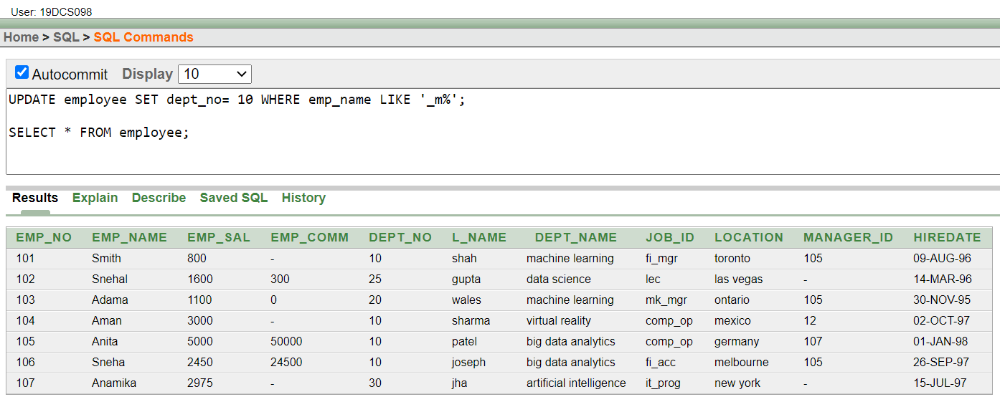 User: 19DCS098
Home > SQL > SQL Commands
Autocommit Display 10
UPDATE employee SET dept_no= 10 WHERE emp_name LIKE '_m%';
SELECT * FROM employee;
Results Explain Describe Saved SQL History
EMP_NO EMP_NAME EMP_SAL EMP_COMM DEPT_NO L_NAME DEPT_NAME JOB_ID LOCATION MANAGER_ID HIREDATE
101 Smith 800 - 10 shah machine learning fi_mgr toronto 105 09-AUG-96
102 Snehal 1600 300 25 gupta data science lec las vegas - 14-MAR-96
103 Adama 1100 0 20 wales machine learning mk_mgr ontario 105 30-NOV-95
104 Aman 3000 - 10 sharma virtual reality comp_op mexico 12 02-OCT-97
105 Anita 5000 50000 10 patel big data analytics comp_op germany 107 01-JAN-98
106 Sneha 2450 24500 10 joseph big data analytics fi_acc melbourne 105 26-SEP-97
107 Anamika 2975 - 30 jha artificial intelligence it_prog new york - 15-JUL-97